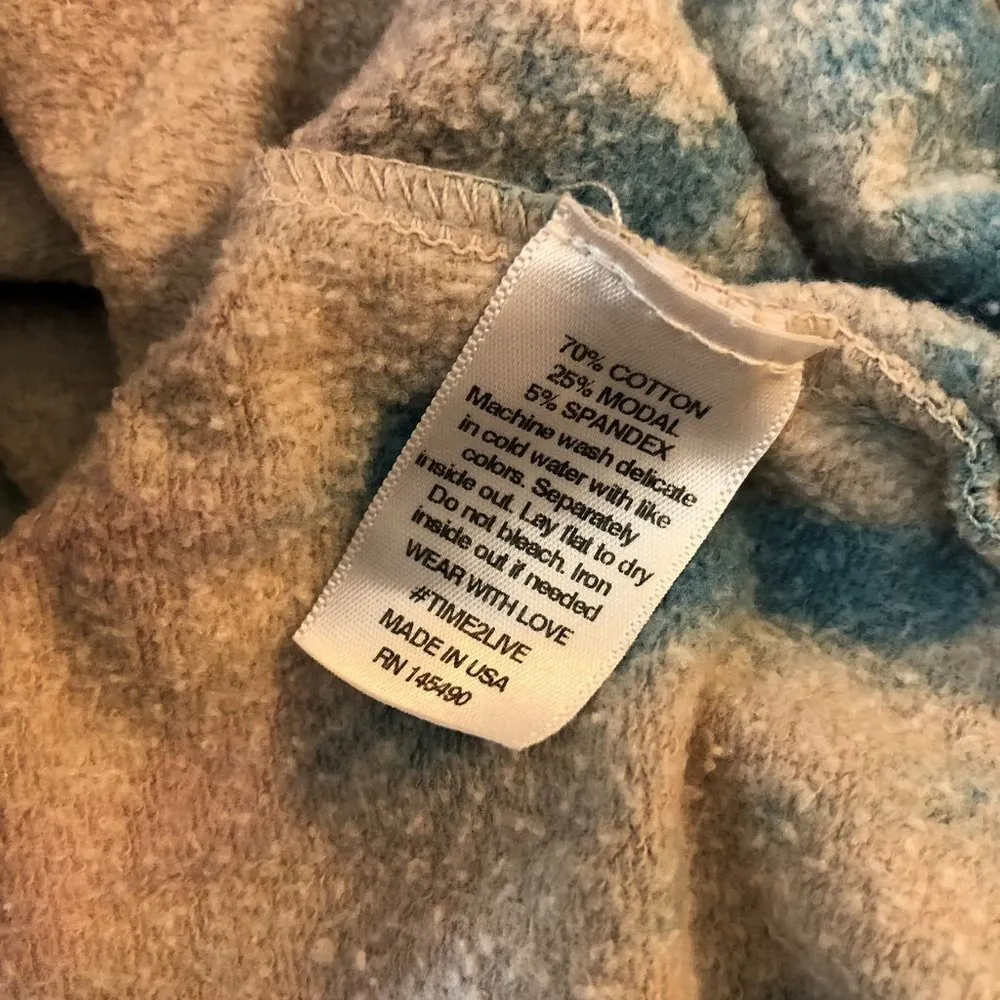 70% COTTON
25% MODAL
5% SPANDEX
Machine wash delicate
in cold water with like
colors. Separately
inside out. Lay flat to dry
Do not bleach. Iron
inside out if needed
WEAR WITH LOVE
#TIME2LIVE
MADE IN USA
RN 145490